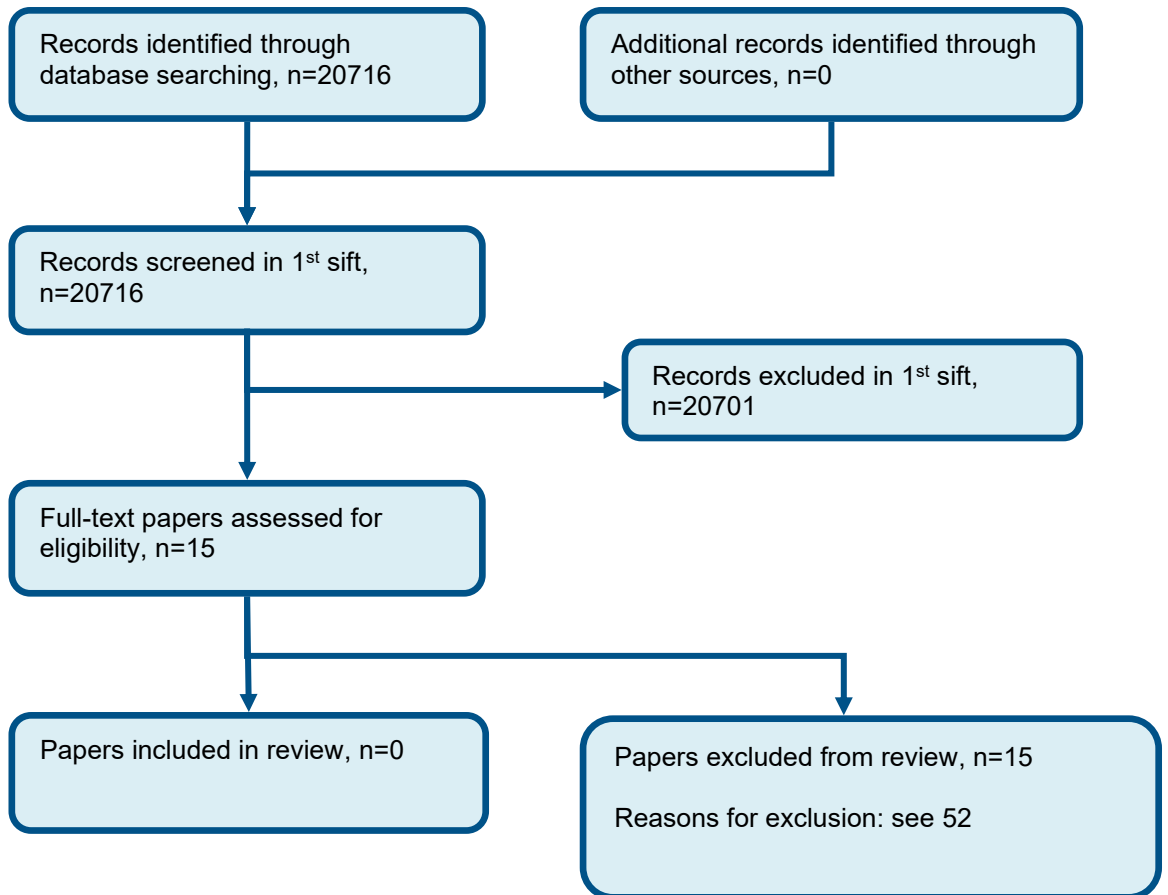 Records identified through
database searching, n=20716
Additional records identified through
other sources, n=0
Records screened in 1st sift,
n=20716
Records excluded in 1st sift,
n=20701
Full-text papers assessed for
eligibility, n=15
Papers included in review, n=0
Papers excluded from review, n=15
Reasons for exclusion: see 52